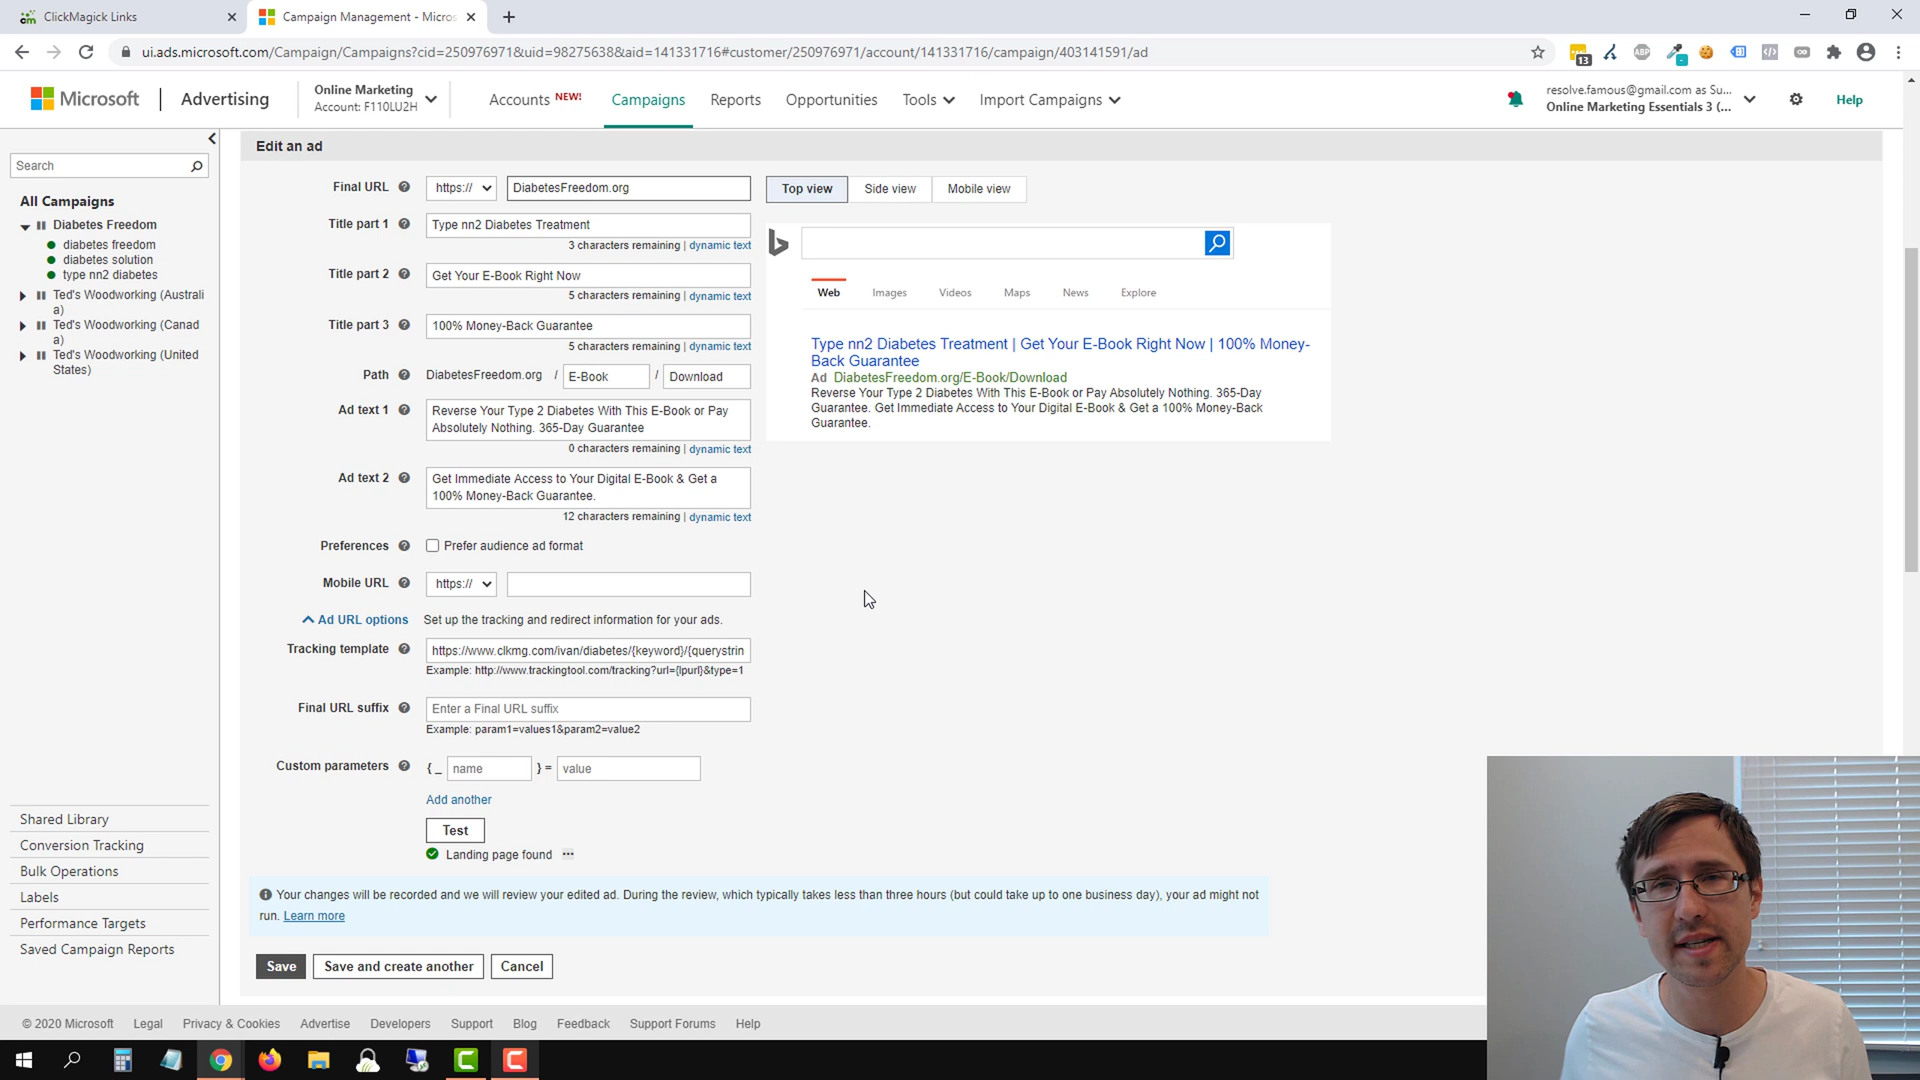 ClickMagick Links
Campaign Management - Micros
ui.ads.microsoft.com/Campaign/Campaigns?cid=250976971&uid=98275638&aid=141331716#customer/250976971/account/141331716/campaign/403141591/ad
ABP
13
Microsoft
Advertising
Online Marketing
Account: F110LU2H
Accounts NEW!
Campaigns
Reports
Opportunities
Tools
Import Campaigns
resolve.famous@gmail.com as Su...
Online Marketing Essentials 3 (...
Help
Search
All Campaigns
Diabetes Freedom
diabetes freedom
diabetes solution
type nn2 diabetes
Ted's Woodworking (Australi
a)
Ted's Woodworking (Canad
a)
Ted's Woodworking (United
States)
Shared Library
Conversion Tracking
Bulk Operations
Labels
Performance Targets
Saved Campaign Reports
Edit an ad
Final URL
https://
DiabetesFreedom.org
Title part 1
Type nn2 Diabetes Treatment
3 characters remaining | dynamic text
Title part 2
Get Your E-Book Right Now
5 characters remaining | dynamic text
Title part 3
100% Money-Back Guarantee
5 characters remaining | dynamic text
Path
DiabetesFreedom.org / E-Book / Download
Ad text 1
Reverse Your Type 2 Diabetes With This E-Book or Pay
Absolutely Nothing. 365-Day Guarantee
0 characters remaining | dynamic text
Ad text 2
Get Immediate Access to Your Digital E-Book & Get a
100% Money-Back Guarantee.
12 characters remaining | dynamic text
Preferences
Prefer audience ad format
Mobile URL
https://
Ad URL options
Set up the tracking and redirect information for your ads.
Tracking template
https://www.clkmg.com/ivan/diabetes/{keyword}/{querystrin
Example: http://www.trackingtool.com/tracking?url={lpurl}&type=1
Final URL suffix
Enter a Final URL suffix
Example: param1=values1&param2=value2
Custom parameters
{_ name } = value
Add another
Test
Landing page found
Top view
Side view
Mobile view
Web
Images
Videos
Maps
News
Explore
Type nn2 Diabetes Treatment | Get Your E-Book Right Now | 100% Money-
Back Guarantee
Ad DiabetesFreedom.org/E-Book/Download
Reverse Your Type 2 Diabetes With This E-Book or Pay Absolutely Nothing. 365-Day
Guarantee. Get Immediate Access to Your Digital E-Book & Get a 100% Money-Back
Guarantee.
Your changes will be recorded and we will review your edited ad. During the review, which typically takes less than three hours (but could take up to one business day), your ad might not
run. Learn more
Save
Save and create another
Cancel
© 2020 Microsoft
Legal
Privacy & Cookies
Advertise
Developers
Support
Blog
Feedback
Support Forums
Help